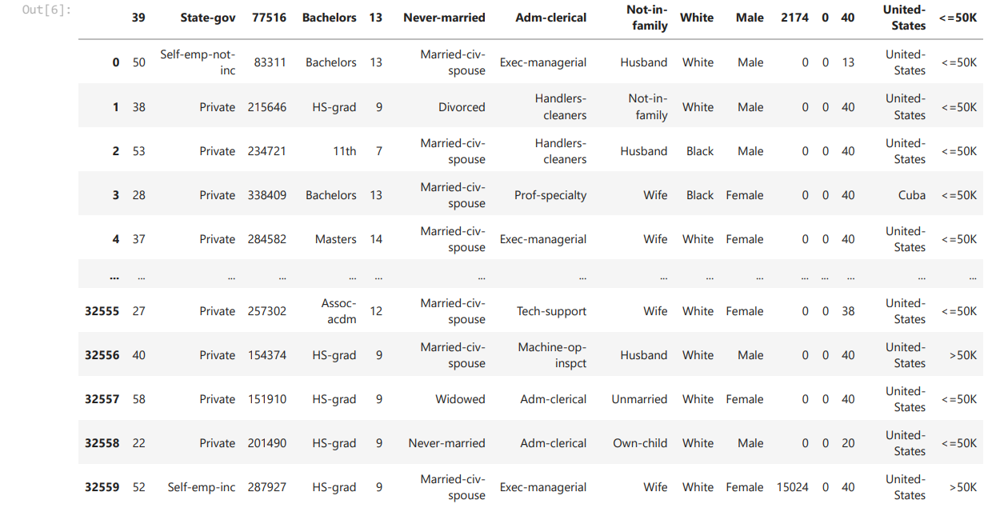 Out[6]:
39 State-gov 77516 Bachelors 13 Never-married Adm-clerical Not-in-family White Male 2174 0 40 United-States <=50K
0 50 Self-emp-not-inc 83311 Bachelors 13 Married-civ-spouse Exec-managerial Husband White Male 0 0 13 United-States <=50K
1 38 Private 215646 HS-grad 9 Divorced Handlers-cleaners Not-in-family White Male 0 0 40 United-States <=50K
2 53 Private 234721 11th 7 Married-civ-spouse Handlers-cleaners Husband Black Male 0 0 40 United-States <=50K
3 28 Private 338409 Bachelors 13 Married-civ-spouse Prof-specialty Wife Black Female 0 0 40 Cuba <=50K
4 37 Private 284582 Masters 14 Married-civ-spouse Exec-managerial Wife White Female 0 0 40 United-States <=50K
... ... ... ... ... ... ... ... ... ... ... ... ... ... ... ...
32555 27 Private 257302 Assoc-acdm 12 Married-civ-spouse Tech-support Wife White Female 0 0 38 United-States <=50K
32556 40 Private 154374 HS-grad 9 Married-civ-spouse Machine-op-inspct Husband White Male 0 0 40 United-States >50K
32557 58 Private 151910 HS-grad 9 Widowed Adm-clerical Unmarried White Female 0 0 40 United-States <=50K
32558 22 Private 201490 HS-grad 9 Never-married Adm-clerical Own-child White Male 0 0 20 United-States <=50K
32559 52 Self-emp-inc 287927 HS-grad 9 Married-civ-spouse Exec-managerial Wife White Female 15024 0 40 United-States >50K